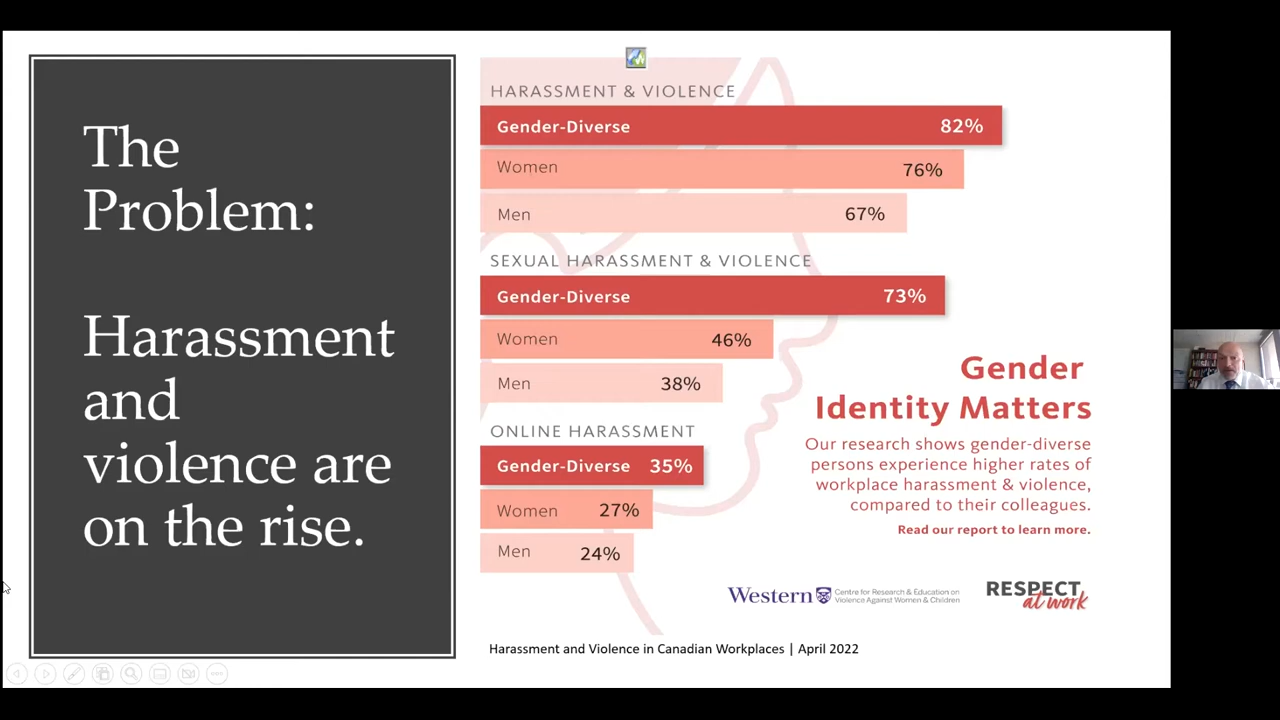 The
Problem:
Harassment
and
violence are
on the rise.
HARASSMENT & VIOLENCE
Gender-Diverse 82%
Women 76%
Men 67%
SEXUAL HARASSMENT & VIOLENCE
Gender-Diverse 73%
Women 46%
Men 38%
ONLINE HARASSMENT
Gender-Diverse 35%
Women 27%
Men 24%
Gender
Identity Matters
Our research shows gender-diverse
persons experience higher rates of
workplace harassment & violence,
compared to their colleagues.
Read our report to learn more.
Western
Centre for Research & Education on
Violence Against Women & Children
RESPECT
at work
Harassment and Violence in Canadian Workplaces | April 2022